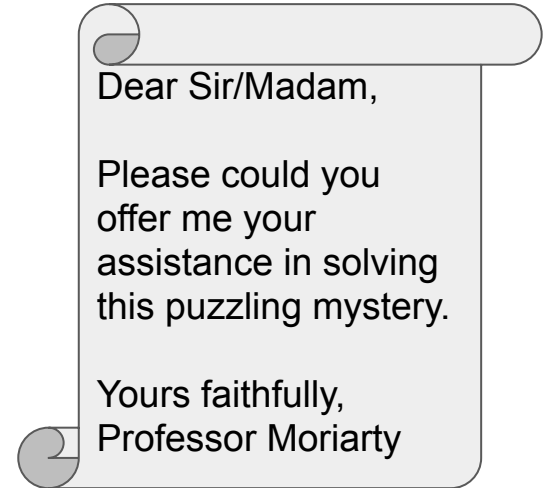 Dear Sir/Madam,
Please could you
offer me your
assistance in solving
this puzzling mystery.
Yours faithfully,
Professor Moriarty